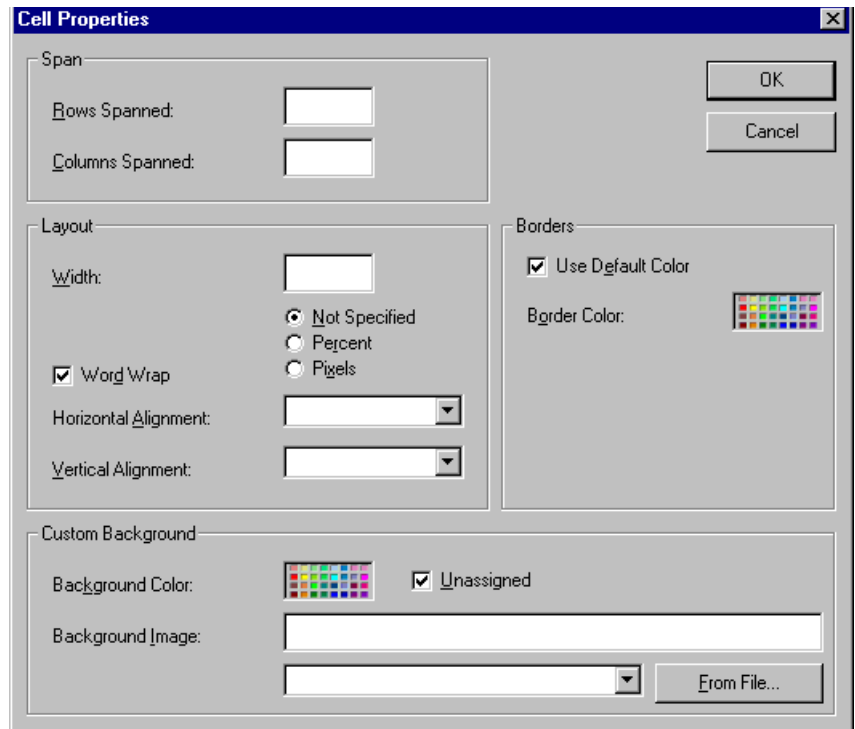 Cell Properties
Span
OK
Rows Spanned:
Cancel
Columns Spanned:
Layout
Borders
Width:
Use Default Color
Not Specified
Border Color:
Percent
Word Wrap
Pixels
Horizontal Alignment:
Vertical Alignment:
Custom Background
Background Color:
Unassigned
Background Image:
From File...